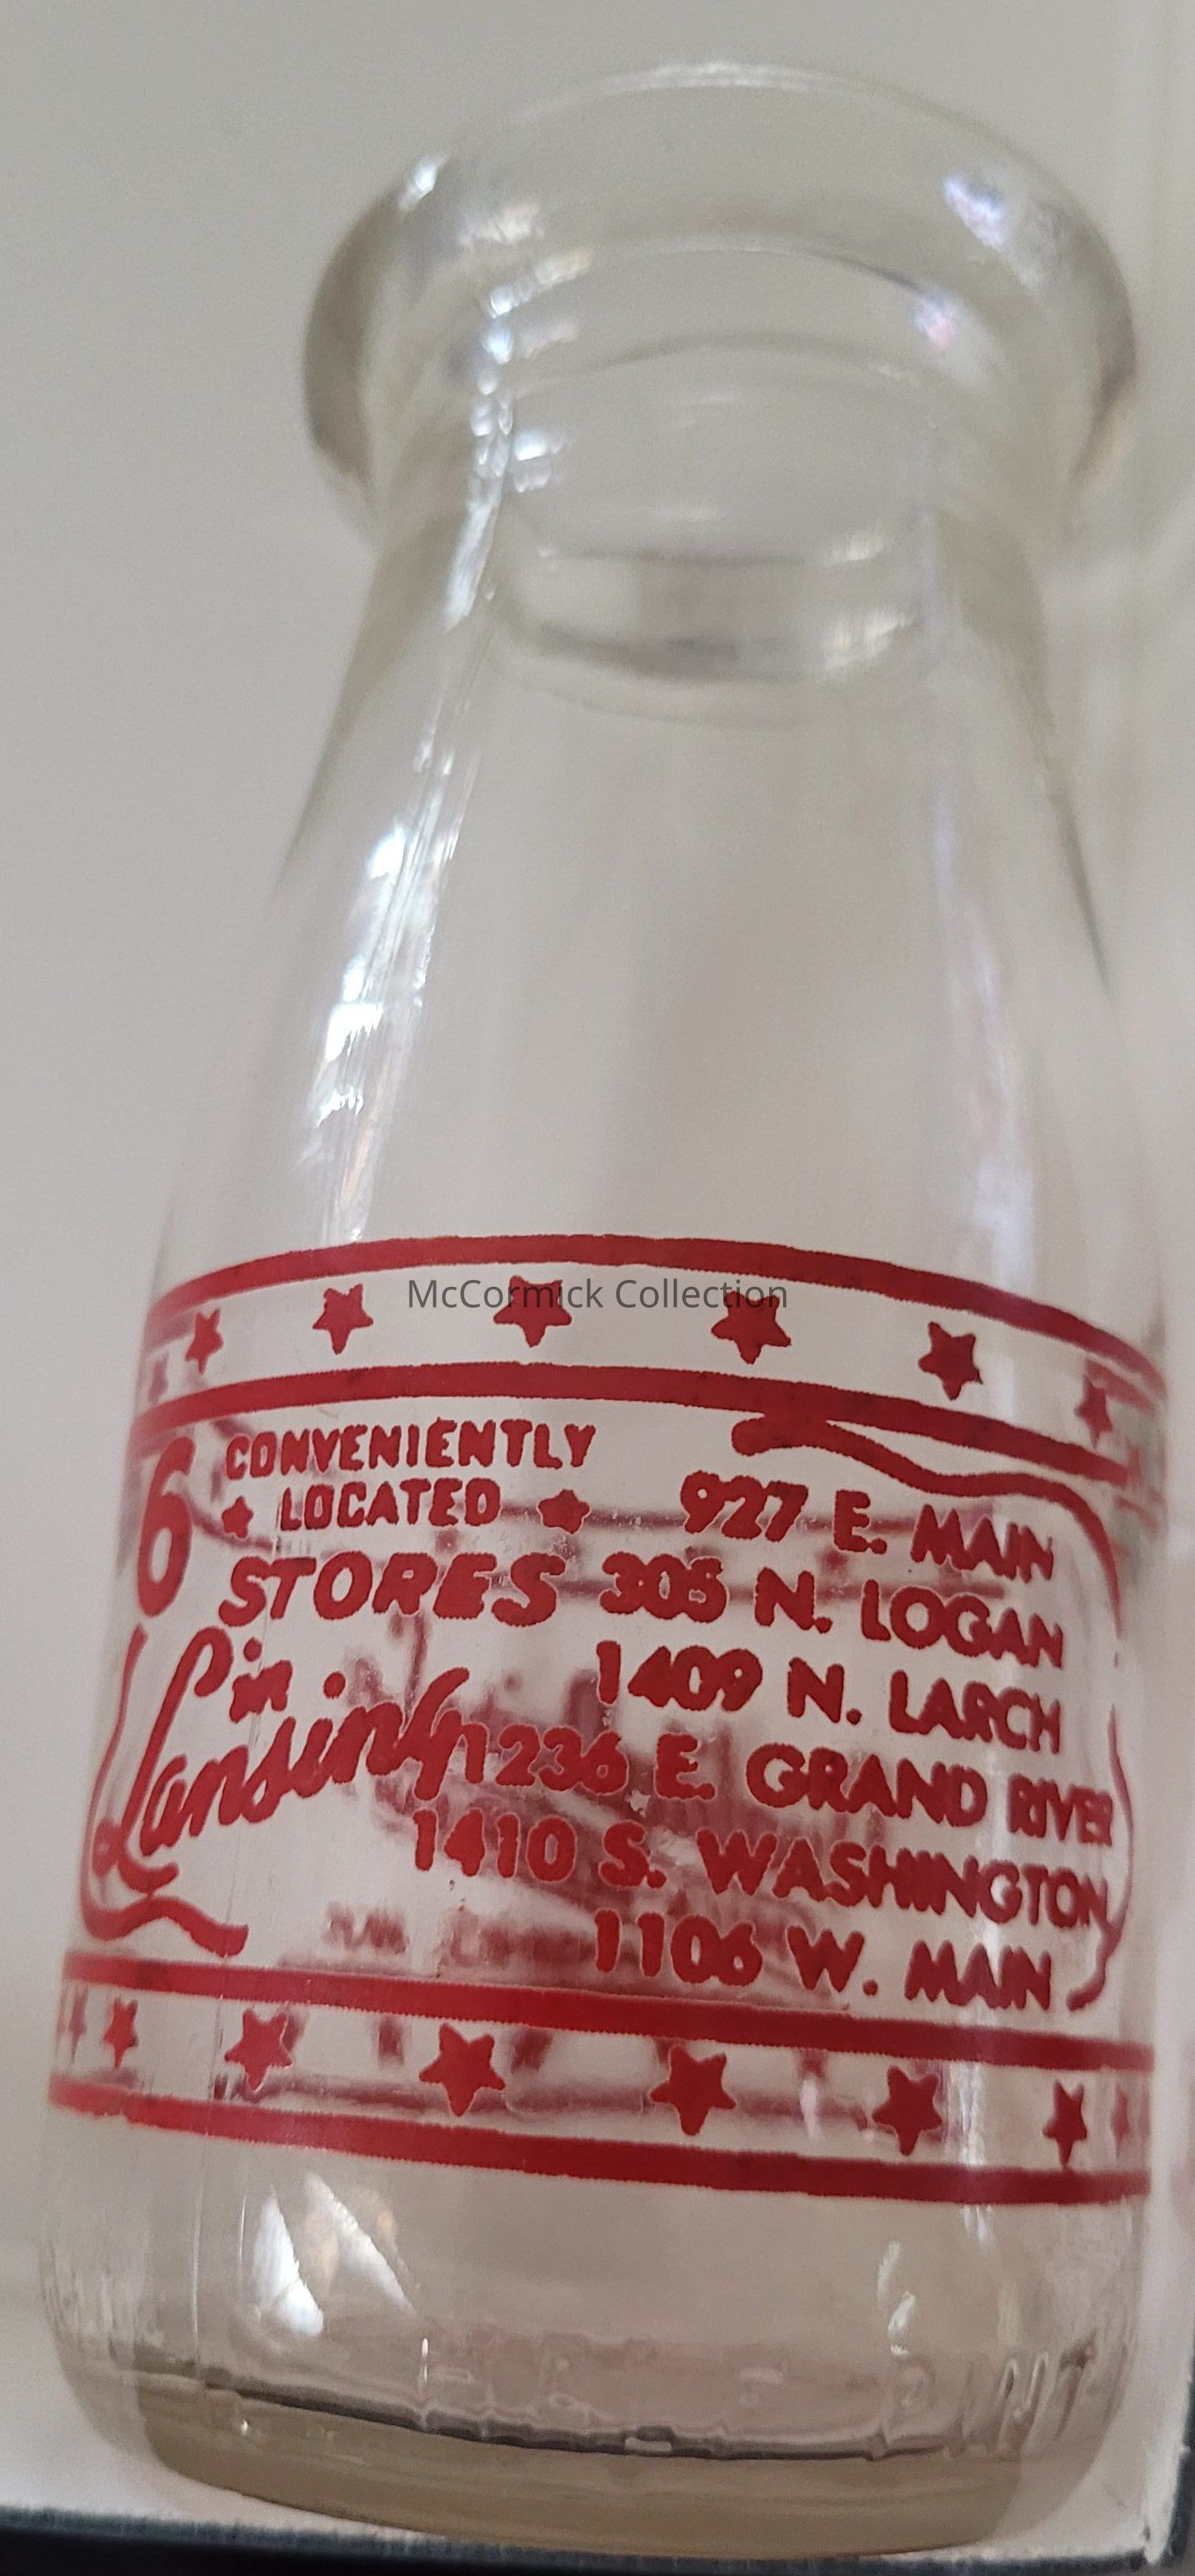 McCormick Collection
6 CONVENIENTLY
LOCATED
STORES
in
Lansing
927 E. MAIN
305 N. LOGAN
1409 N. LARCH
1236 E. GRAND RIVER
1410 S. WASHINGTON
1106 W. MAIN
PINT